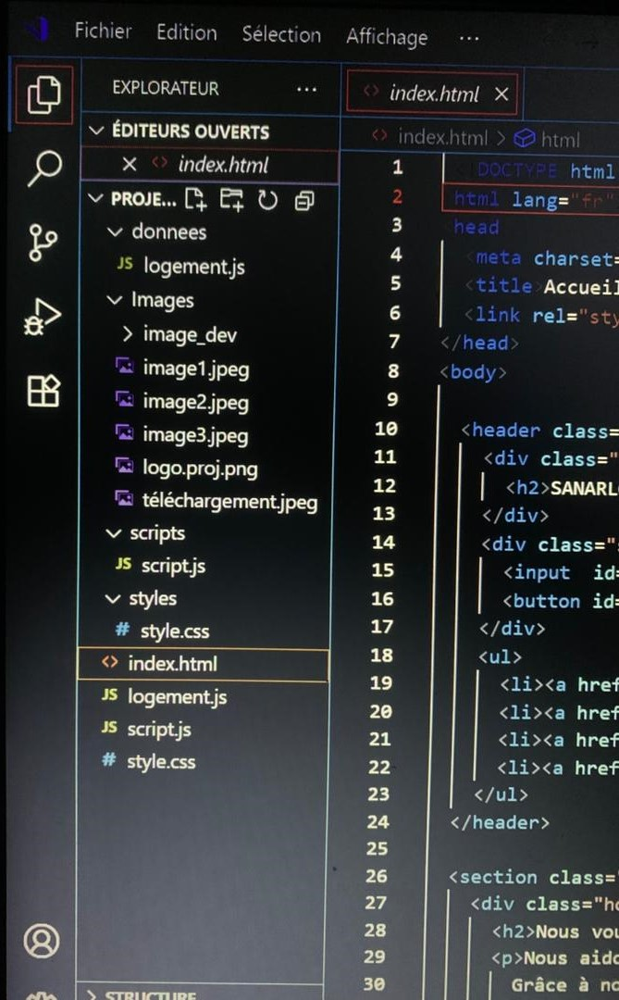 Fichier Edition Sélection Affichage ...
EXPLORATEUR ...
ÉDITEURS OUVERTS
index.html
PROJE...
donnees
JS logement.js
Images
image_dev
image1.jpeg
image2.jpeg
image3.jpeg
logo.proj.png
téléchargement.jpeg
scripts
JS script.js
styles
# style.css
<> index.html
JS logement.js
JS script.js
# style.css
STRUCTURE
<> index.html ×
<> index.html > html
1 DOCTYPE html
2 html lang="fr"
3 head
4 <meta charset=
5 <title>Accueil
6 <link rel="sty
7 </head>
8 <body>
9
10 <header class=
11 <div class="
12 <h2>SANARL
13 </div>
14 <div class="
15 <input id=
16 <button id=
17 </div>
18 <ul>
19 <li><a href
20 <li><a href
21 <li><a href
22 <li><a href
23 </ul>
24 </header>
25
26 <section class=
27 <div class="ho
28 <h2>Nous vou
29 <p>Nous aido
30 Grâce à no